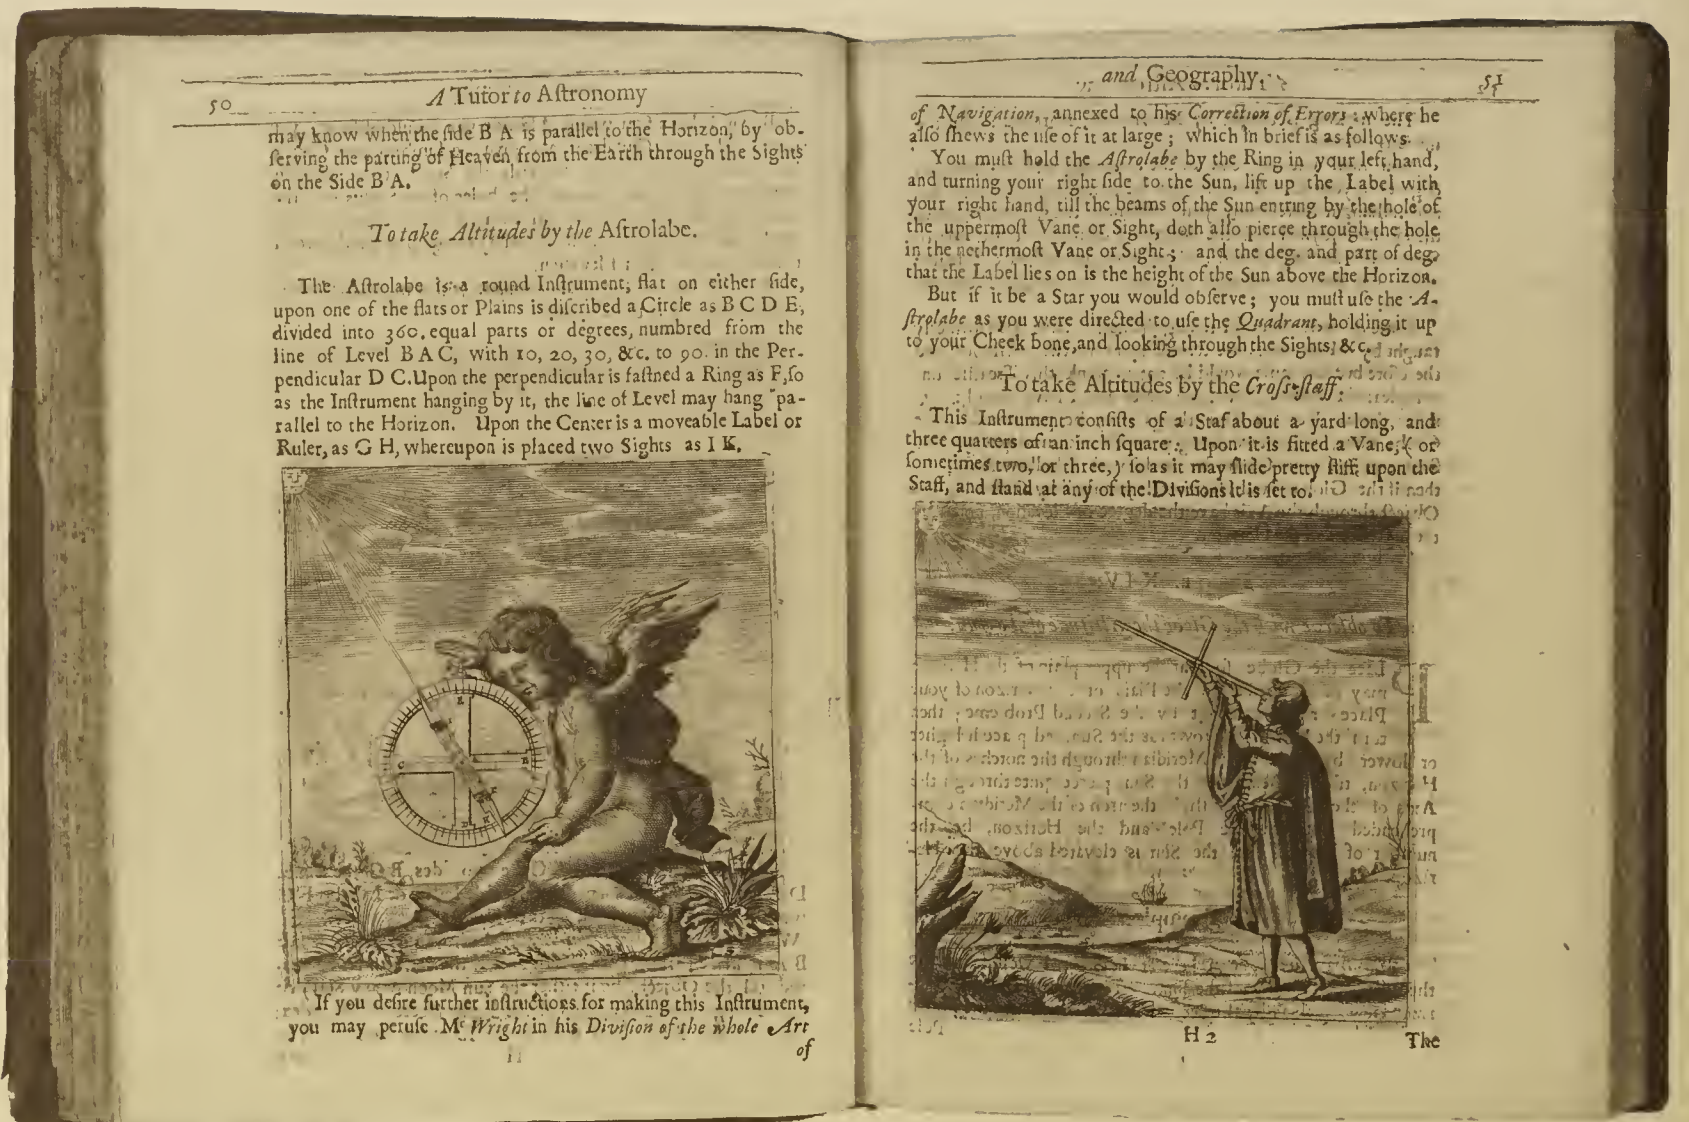 50
A Tutor to Aſtronomy
may know when the ſide B A is parallel to the Horizon, by ob-
ſerving the parting of Heaven from the Earth through the Sights
on the Side B A.
To take Altitudes by the Aſtrolabe.
The Aſtrolabe is a round Inſtrument, flat on either ſide,
upon one of the flats or Plains is diſcribed a Circle as B C D E,
divided into 360. equal parts or degrees, numbred from the
line of Level B A C, with 10, 20, 30, &c. to 90. in the Per-
pendicular D C. Upon the perpendicular is faſtned a Ring as F, ſo
as the Inſtrument hanging by it, the line of Level may hang pa-
rallel to the Horizon. Upon the Center is a moveable Label or
Ruler, as G H, whereupon is placed two Sights as I K.
If you deſire further inſtructions for making this Inſtrument,
you may peruſe Mr Wright in his Diviſion of the whole Art
of
and Geography.
51
of Navigation, annexed to his Correction of Errors: where he
alſo ſhews the uſe of it at large; which in brief is as follows.
You muſt hold the Aſtrolabe by the Ring in your left hand,
and turning your right ſide to the Sun, lift up the Label with
your right hand, till the beams of the Sun entring by the hole of
the uppermoſt Vane or Sight, doth alſo pierce through the hole
in the nethermoſt Vane or Sight; and the deg. and part of deg.
that the Label lies on is the height of the Sun above the Horizon.
But if it be a Star you would obſerve; you muſt uſe the A-
ſtrolabe as you were directed to uſe the Quadrant, holding it up
to your Cheek bone, and looking through the Sights, &c.
To take Altitudes by the Croſs-ſtaff.
This Inſtrument conſiſts of a Staf about a yard long, and
three quarters of an inch ſquare: Upon it is fitted a Vane, ( or
ſometimes two, or three, ) ſo as it may ſlide pretty ſtiff upon the
Staff, and ſtand at any of the Diviſions it is ſet to.
H 2
The